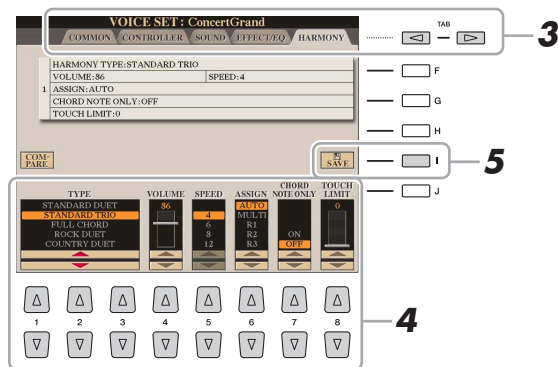 VOICE SET : ConcertGrand
COMMON CONTROLLER SOUND EFFECT/EQ HARMONY
TAB
3
HARMONY TYPE:STANDARD TRIO
VOLUME:86 SPEED:4
1 ASSIGN:AUTO
CHORD NOTE ONLY:OFF
TOUCH LIMIT:0
F
G
H
I
J
5
COM-
PARE
SAVE
TYPE VOLUME SPEED ASSIGN CHORD
NOTE ONLY TOUCH
LIMIT
STANDARD DUET 86 AUTO 0
STANDARD TRIO 4 MULTI
FULL CHORD 6 R1
ROCK DUET 8 R2 ON
COUNTRY DUET 12 R3 OFF
1 2 3 4 5 6 7 8
4